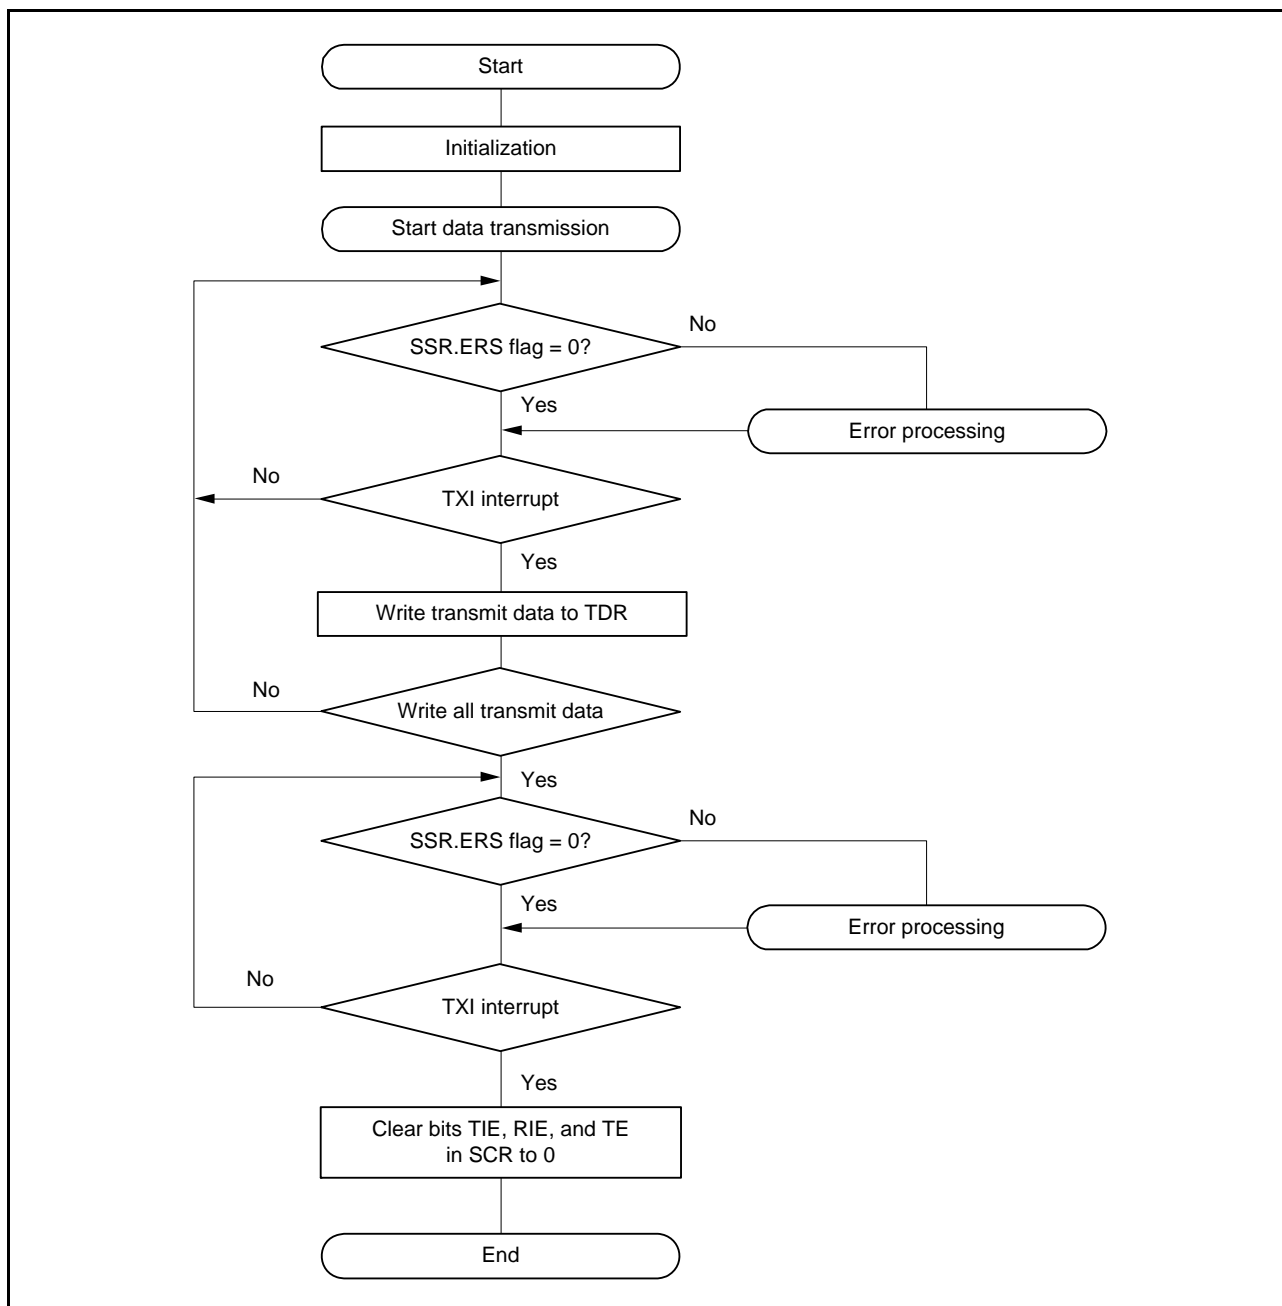 Start
Initialization
Start data transmission
SSR.ERS flag = 0?
No
Yes
Error processing
No
TXI interrupt
Yes
Write transmit data to TDR
No
Write all transmit data
Yes
SSR.ERS flag = 0?
No
Yes
Error processing
No
TXI interrupt
Yes
Clear bits TIE, RIE, and TE
in SCR to 0
End